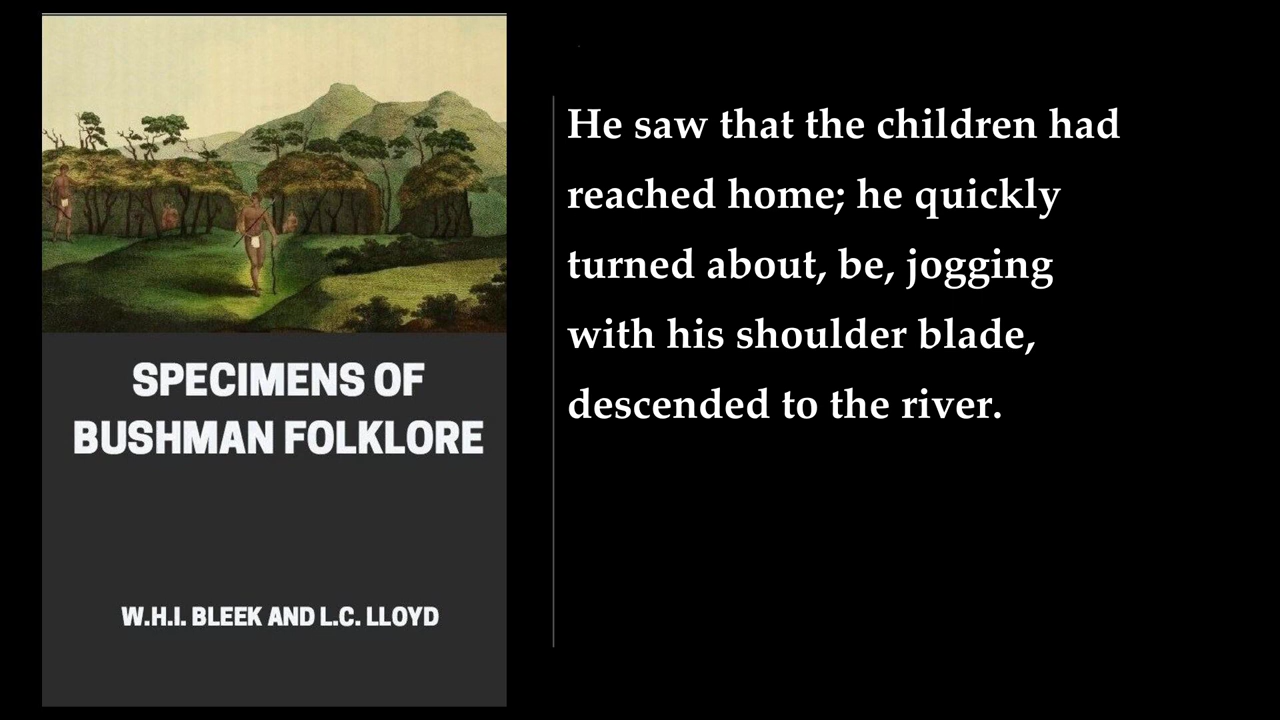 SPECIMENS OF
BUSHMAN FOLKLORE
W.H.I. BLEEK AND L.C. LLOYD
He saw that the children had
reached home; he quickly
turned about, be, jogging
with his shoulder blade,
descended to the river.